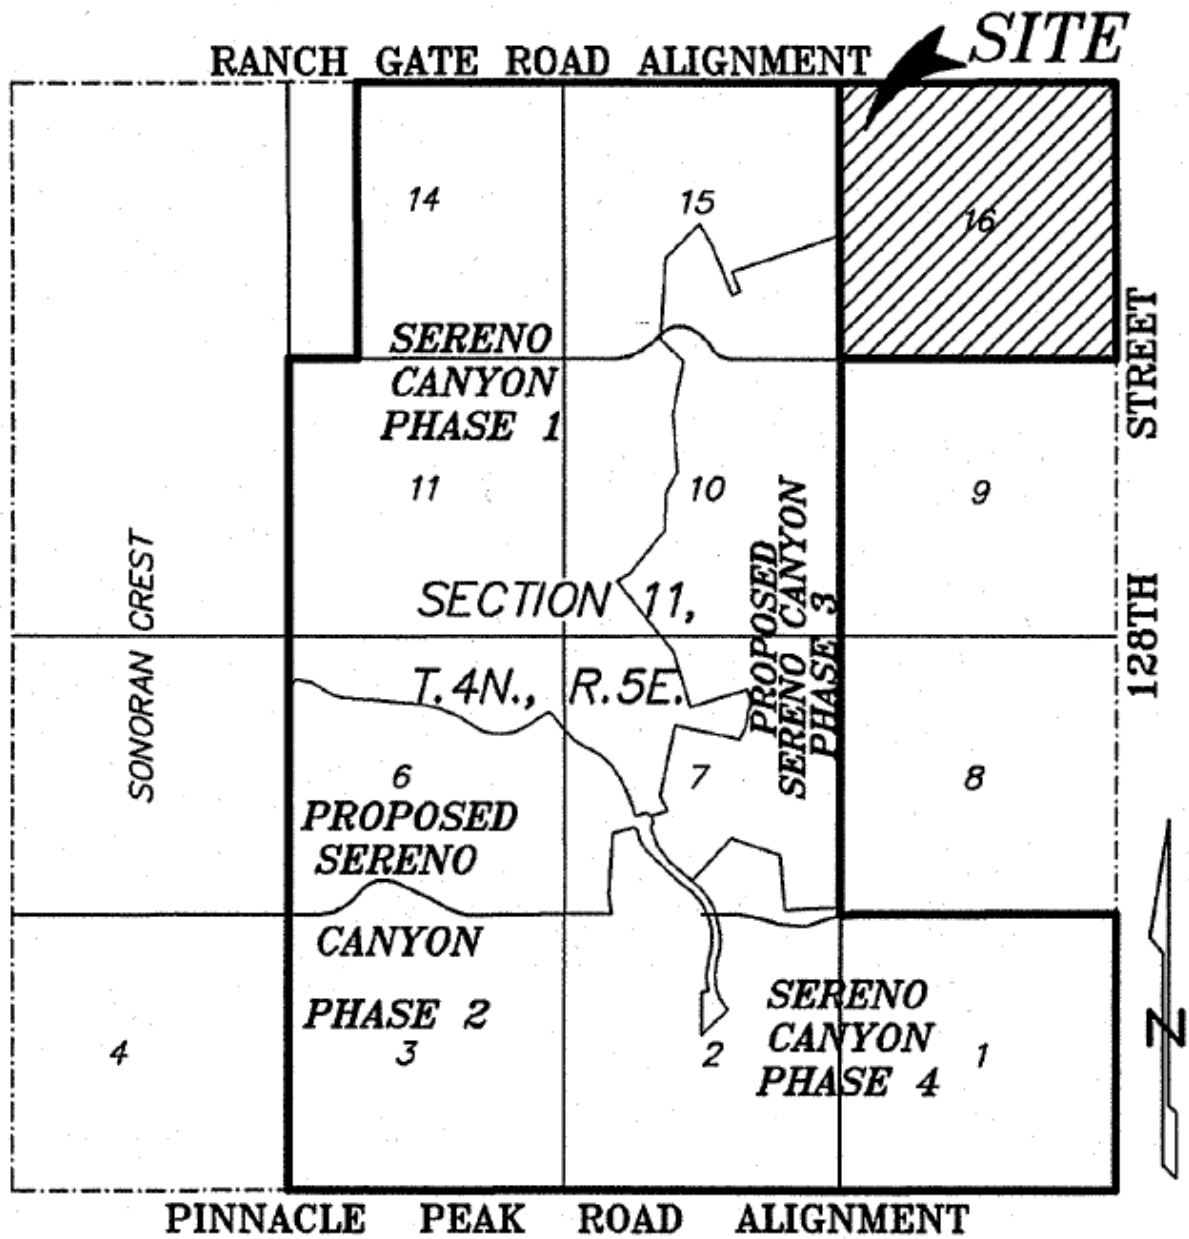 SITE
RANCH GATE ROAD ALIGNMENT
14
15
16
SERENO
CANYON
PHASE 1
11
10
9
STREET
128TH
SONORAN CREST
SECTION 11,
T.4N., R.5E.
PROPOSED
SERENO CANYON
PHASE 3
6
7
8
PROPOSED
SERENO
CANYON
PHASE 2
SERENO
CANYON
PHASE 4
4
3
2
1
N
PINNACLE PEAK ROAD ALIGNMENT